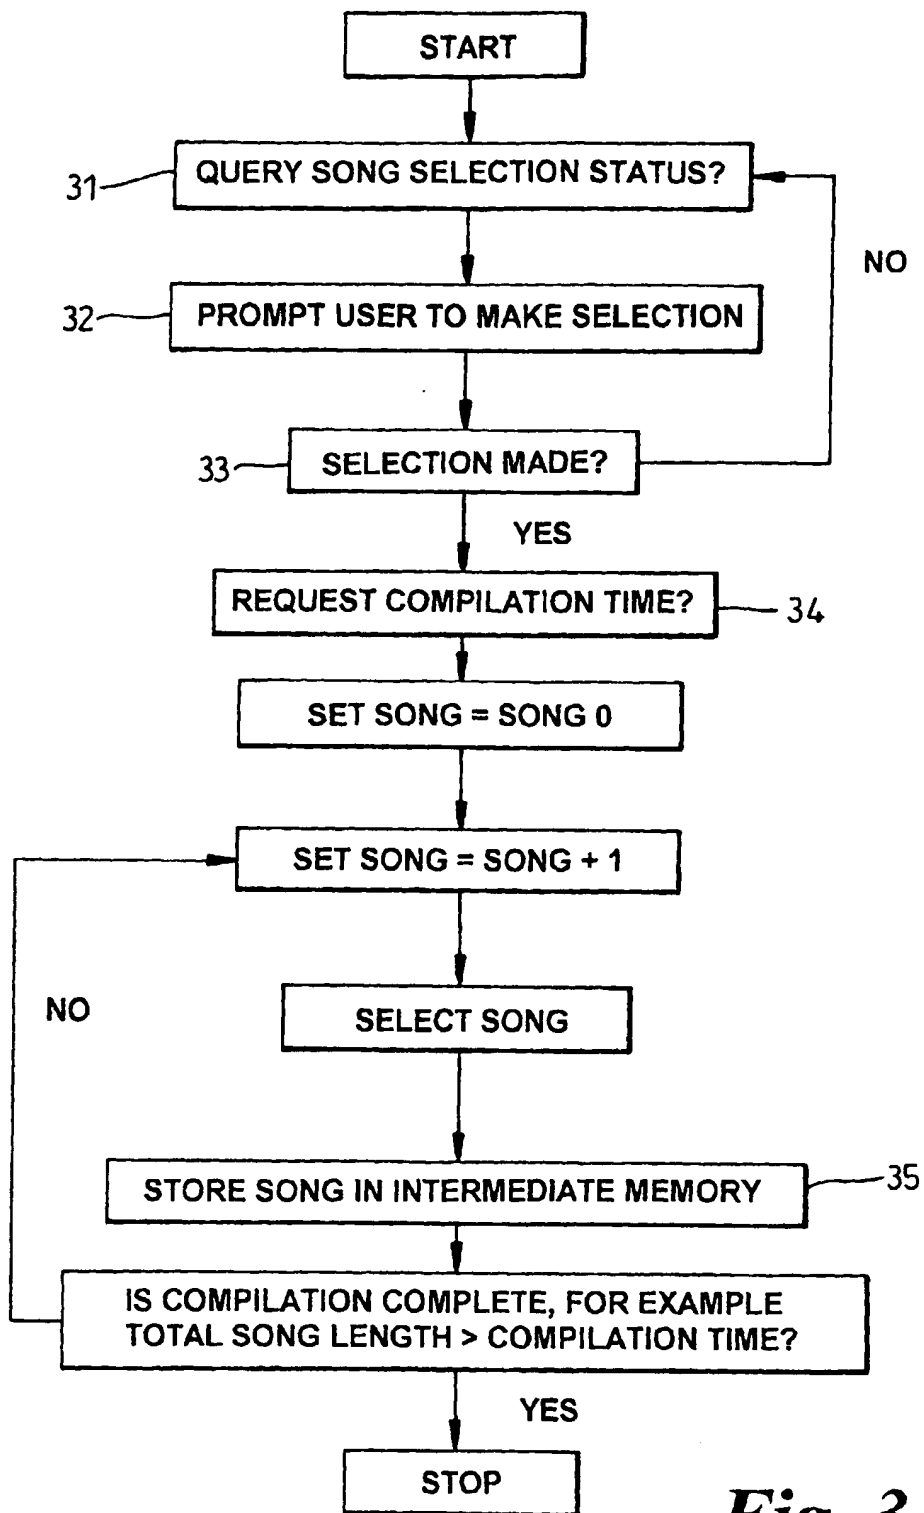 START
31
QUERY SONG SELECTION STATUS?
NO
32
PROMPT USER TO MAKE SELECTION
33
SELECTION MADE?
YES
REQUEST COMPILATION TIME?
34
SET SONG = SONG 0
SET SONG = SONG + 1
NO
SELECT SONG
STORE SONG IN INTERMEDIATE MEMORY
35
IS COMPILATION COMPLETE, FOR EXAMPLE
TOTAL SONG LENGTH > COMPILATION TIME?
YES
STOP
Fig. 3